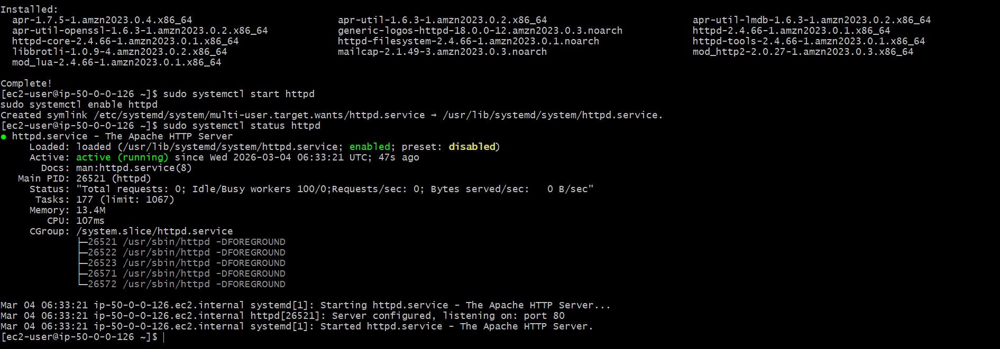 Installed:
  apr-1.7.5-1.amzn2023.0.4.x86_64                         apr-util-1.6.3-1.amzn2023.0.2.x86_64                         apr-util-lmdb-1.6.3-1.amzn2023.0.2.x86_64
  apr-util-openssl-1.6.3-1.amzn2023.0.2.x86_64            generic-logos-httpd-18.0.0-12.amzn2023.0.3.noarch            httpd-2.4.66-1.amzn2023.0.1.x86_64
  httpd-core-2.4.66-1.amzn2023.0.1.x86_64                 httpd-filesystem-2.4.66-1.amzn2023.0.1.noarch                httpd-tools-2.4.66-1.amzn2023.0.1.x86_64
  libbrotli-1.0.9-4.amzn2023.0.2.x86_64                   mailcap-2.1.49-3.amzn2023.0.3.noarch                         mod_http2-2.0.27-1.amzn2023.0.3.x86_64
  mod_lua-2.4.66-1.amzn2023.0.1.x86_64

Complete!
[ec2-user@ip-50-0-0-126 ~]$ sudo systemctl start httpd
sudo systemctl enable httpd
Created symlink /etc/systemd/system/multi-user.target.wants/httpd.service → /usr/lib/systemd/system/httpd.service.
[ec2-user@ip-50-0-0-126 ~]$ sudo systemctl status httpd
● httpd.service - The Apache HTTP Server
     Loaded: loaded (/usr/lib/systemd/system/httpd.service; enabled; preset: disabled)
     Active: active (running) since Wed 2026-03-04 06:33:21 UTC; 47s ago
       Docs: man:httpd.service(8)
   Main PID: 26521 (httpd)
     Status: "Total requests: 0; Idle/Busy workers 100/0;Requests/sec: 0; Bytes served/sec:   0 B/sec"
      Tasks: 177 (limit: 1067)
     Memory: 13.4M
        CPU: 107ms
     CGroup: /system.slice/httpd.service
             ├─26521 /usr/sbin/httpd -DFOREGROUND
             ├─26522 /usr/sbin/httpd -DFOREGROUND
             ├─26523 /usr/sbin/httpd -DFOREGROUND
             ├─26571 /usr/sbin/httpd -DFOREGROUND
             └─26572 /usr/sbin/httpd -DFOREGROUND

Mar 04 06:33:21 ip-50-0-0-126.ec2.internal systemd[1]: Starting httpd.service - The Apache HTTP Server...
Mar 04 06:33:21 ip-50-0-0-126.ec2.internal httpd[26521]: Server configured, listening on: port 80
Mar 04 06:33:21 ip-50-0-0-126.ec2.internal systemd[1]: Started httpd.service - The Apache HTTP Server.
[ec2-user@ip-50-0-0-126 ~]$